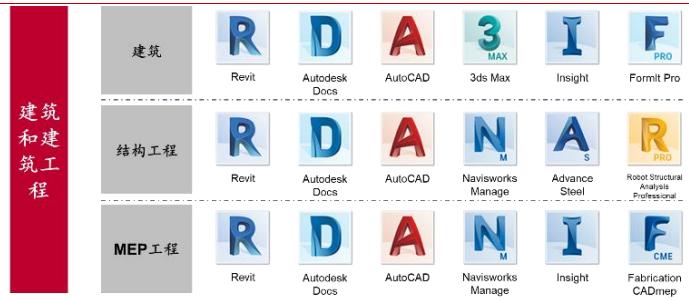 建筑
和建
筑工
程
建筑
R
D
A
3
MAX
I
F
PRO
Revit
Autodesk
Docs
AutoCAD
3ds Max
Insight
FormIt Pro
结构工程
R
D
A
N
M
A
S
R
PRO
Revit
Autodesk
Docs
AutoCAD
Navisworks
Manage
Advance
Steel
Robot Structural
Analysis
Professional
MEP工程
R
D
A
N
M
I
F
CME
Revit
Autodesk
Docs
AutoCAD
Navisworks
Manage
Insight
Fabrication
CADmep